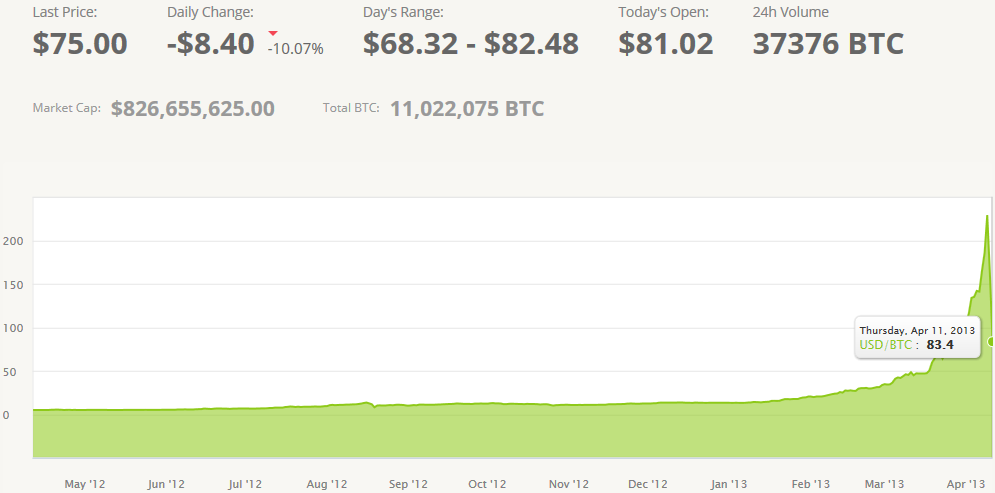 Last Price: Daily Change: Day's Range: Today's Open: 24h Volume
$75.00 -$8.40 -10.07% $68.32 - $82.48 $81.02 37376 BTC
Market Cap: $826,655,625.00 Total BTC: 11,022,075 BTC
200
150
100
Thursday, Apr 11, 2013
USD/BTC : 83.4
50
0
May '12 Jun '12 Jul '12 Aug '12 Sep '12 Oct '12 Nov '12 Dec '12 Jan '13 Feb '13 Mar '13 Apr '13